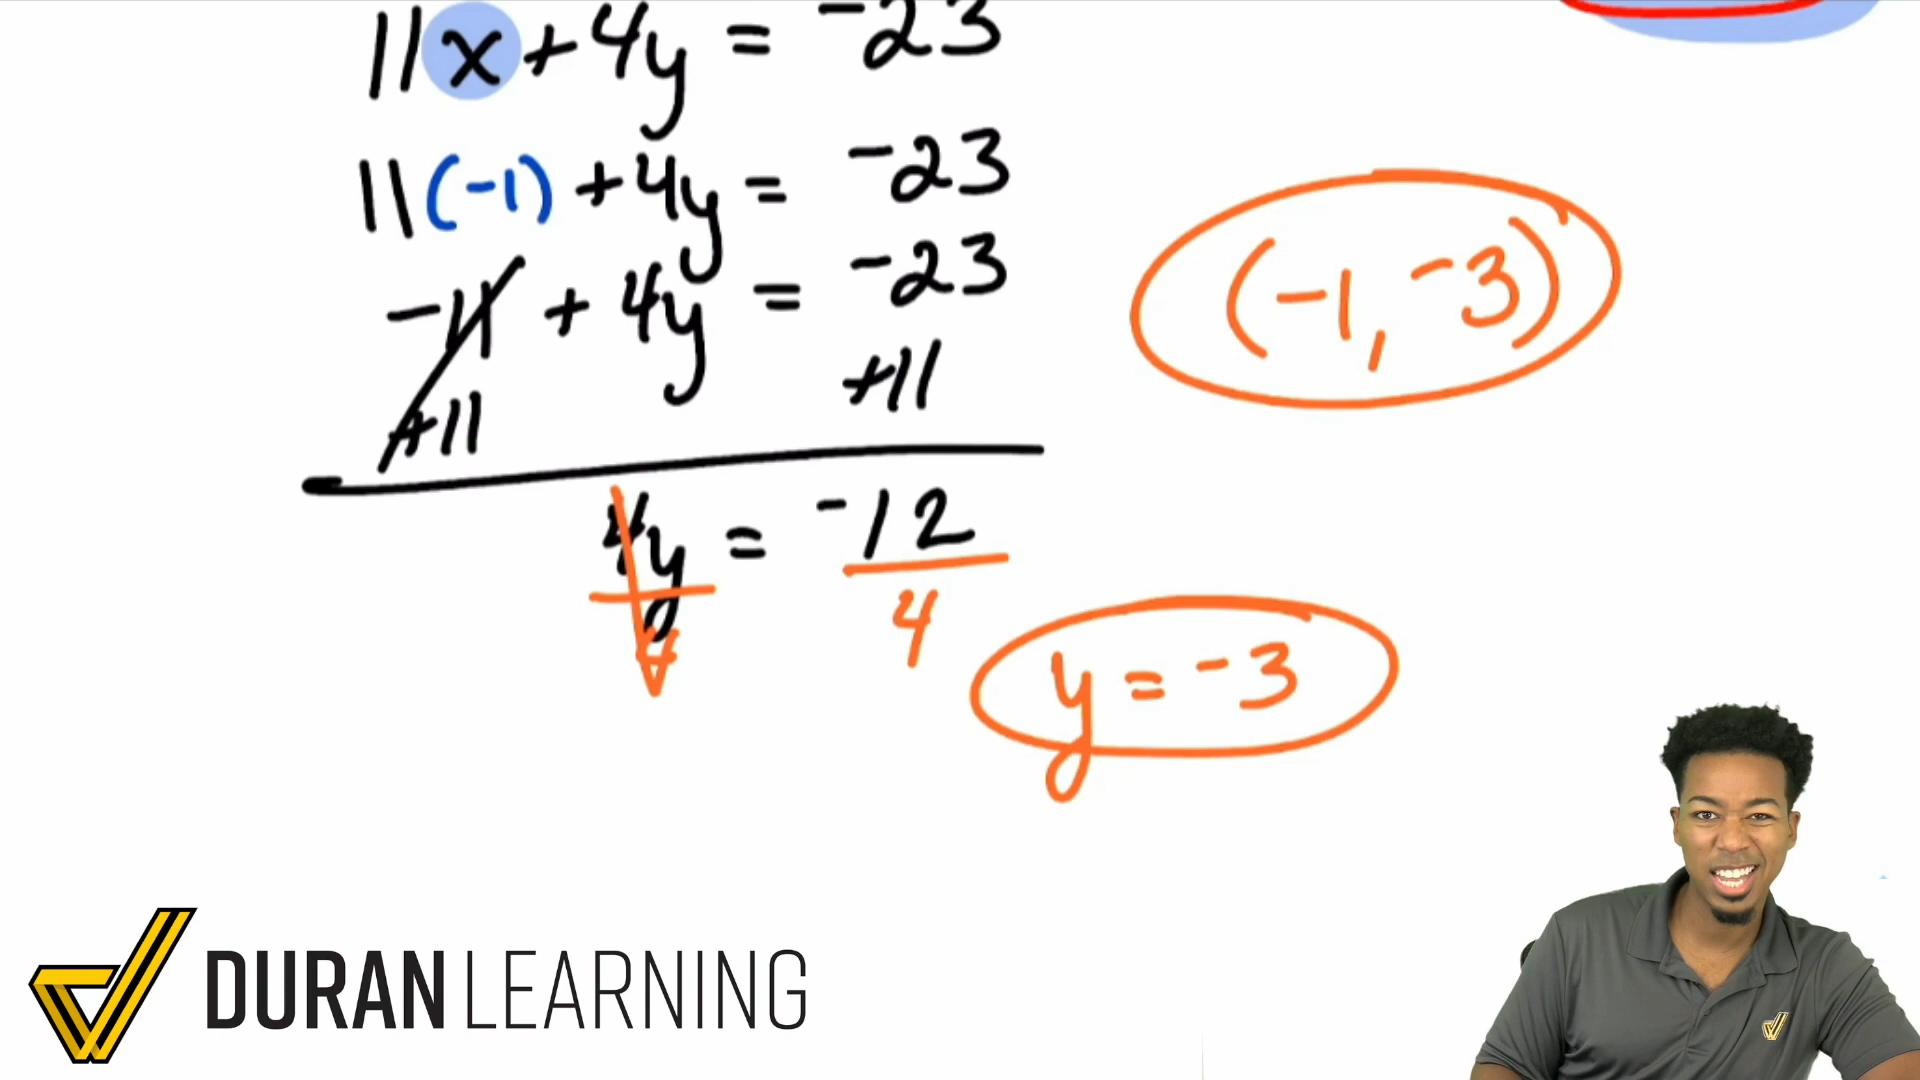 11x + 4y = -23
11(-1) + 4y = -23
-11 + 4y = -23
+11 +11
4y = -12
4 4
(-1, -3)
y = -3
DURAN LEARNING